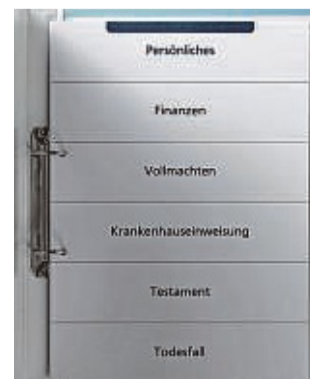 Persönliches
Finanzen
Vollmachten
Krankenhauseinweisung
Testament
Todesfall